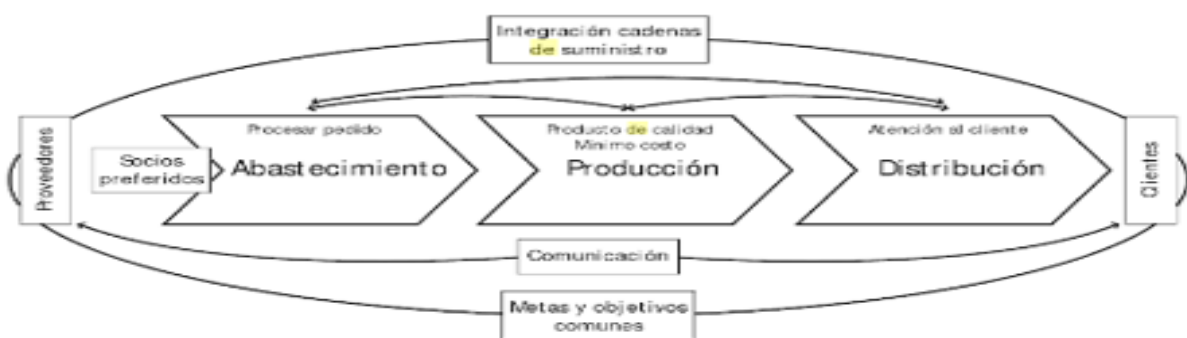 Integración cadenas
de suministro
Proveedores
Socios
preferidos
Procesar pedido
Abastecimiento
Producto de calidad
Mínimo costo
Producción
Atención al cliente
Distribución
Clientes
Comunicación
Metas y objetivos
comunes